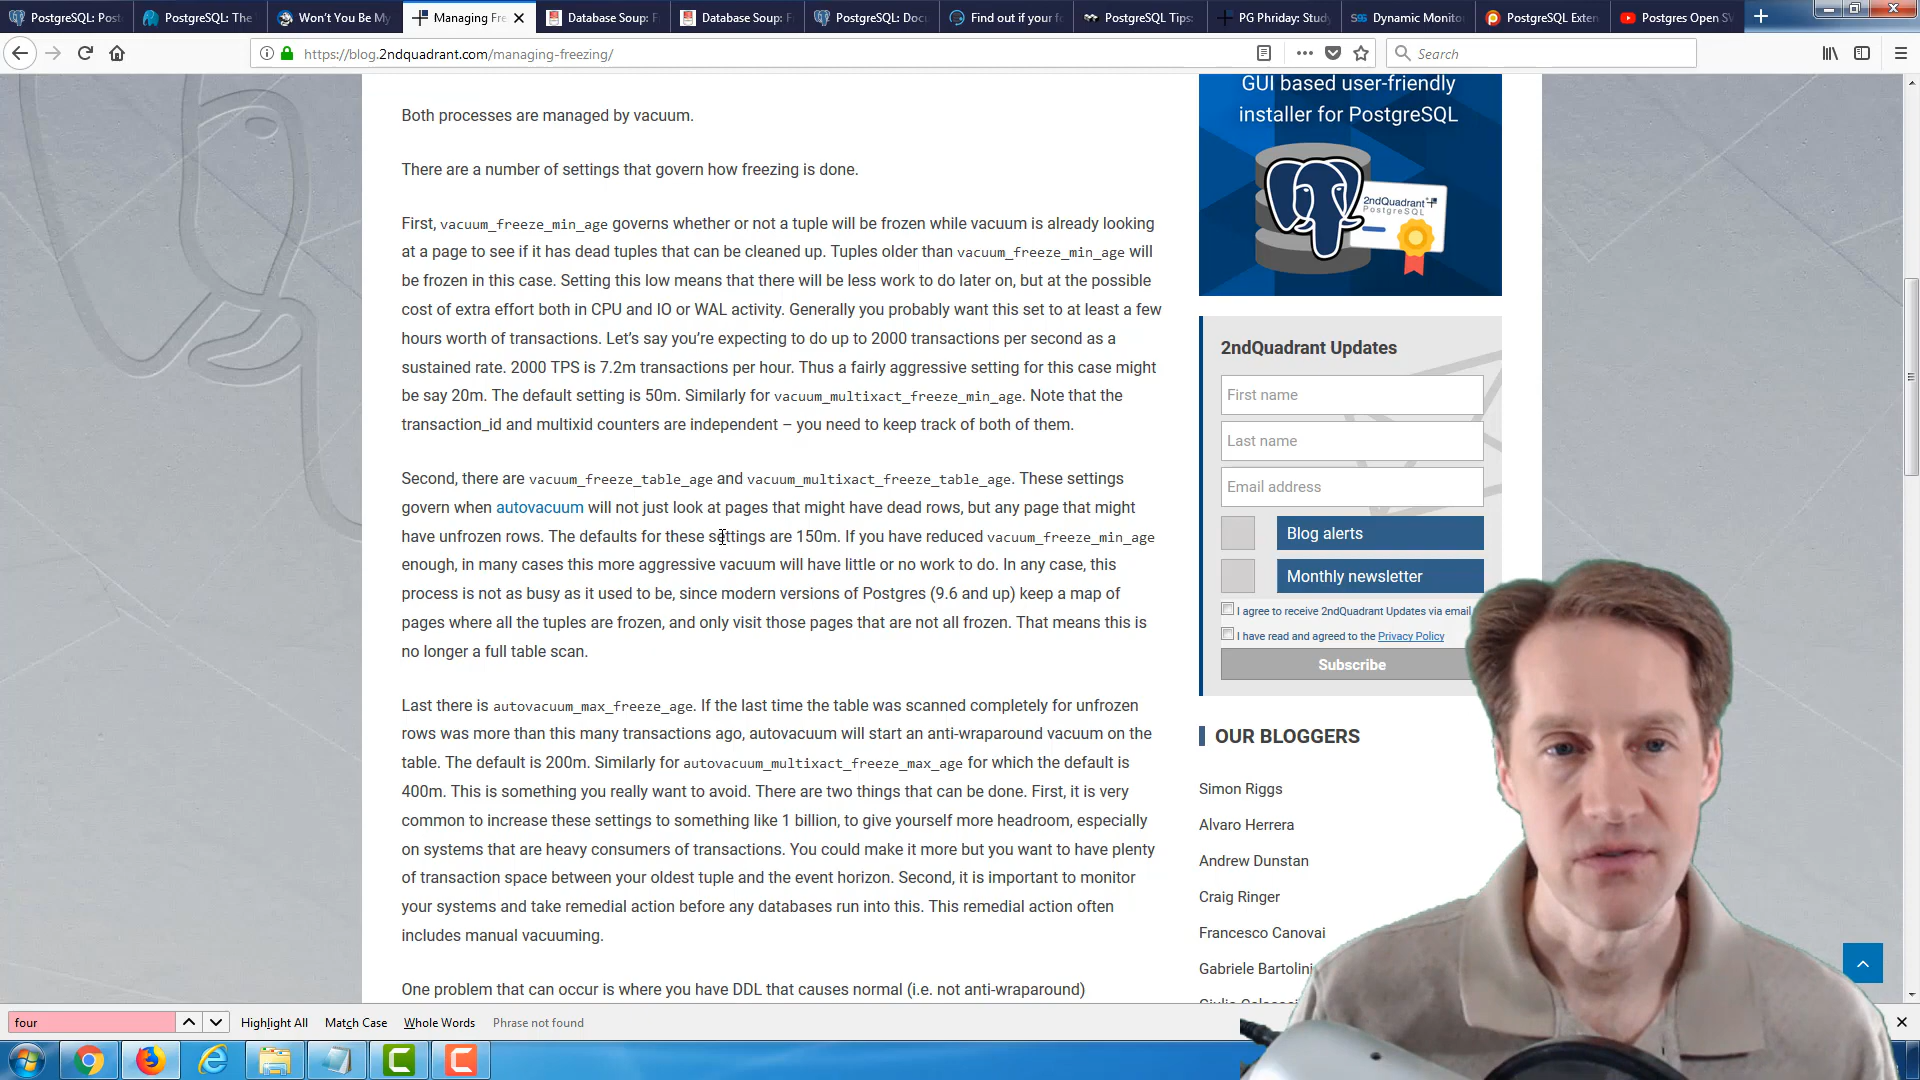 PostgreSQL: Post
PostgreSQL: The
Won't You Be My
Managing Fre
Database Soup: F
Database Soup: F
PostgreSQL: Docu
Find out if your fo
PostgreSQL Tips:
PG Phriday: Stud
Dynamic Monito
PostgreSQL Exten
Postgres Open SV
https://blog.2ndquadrant.com/managing-freezing/
Search
Both processes are managed by vacuum.
There are a number of settings that govern how freezing is done.
First, vacuum_freeze_min_age governs whether or not a tuple will be frozen while vacuum is already looking
at a page to see if it has dead tuples that can be cleaned up. Tuples older than vacuum_freeze_min_age will
be frozen in this case. Setting this low means that there will be less work to do later on, but at the possible
cost of extra effort both in CPU and IO or WAL activity. Generally you probably want this set to at least a few
hours worth of transactions. Let's say you're expecting to do up to 2000 transactions per second as a
sustained rate. 2000 TPS is 7.2m transactions per hour. Thus a fairly aggressive setting for this case might
be say 20m. The default setting is 50m. Similarly for vacuum_multixact_freeze_min_age. Note that the
transaction_id and multixid counters are independent – you need to keep track of both of them.
Second, there are vacuum_freeze_table_age and vacuum_multixact_freeze_table_age. These settings
govern when autovacuum will not just look at pages that might have dead rows, but any page that might
have unfrozen rows. The defaults for these settings are 150m. If you have reduced vacuum_freeze_min_age
enough, in many cases this more aggressive vacuum will have little or no work to do. In any case, this
process is not as busy as it used to be, since modern versions of Postgres (9.6 and up) keep a map of
pages where all the tuples are frozen, and only visit those pages that are not all frozen. That means this is
no longer a full table scan.
Last there is autovacuum_max_freeze_age. If the last time the table was scanned completely for unfrozen
rows was more than this many transactions ago, autovacuum will start an anti-wraparound vacuum on the
table. The default is 200m. Similarly for autovacuum_multixact_freeze_max_age for which the default is
400m. This is something you really want to avoid. There are two things that can be done. First, it is very
common to increase these settings to something like 1 billion, to give yourself more headroom, especially
on systems that are heavy consumers of transactions. You could make it more but you want to have plenty
of transaction space between your oldest tuple and the event horizon. Second, it is important to monitor
your systems and take remedial action before any databases run into this. This remedial action often
includes manual vacuuming.
One problem that can occur is where you have DDL that causes normal (i.e. not anti-wraparound)
GUI based user-friendly
installer for PostgreSQL
2ndQuadrant
PostgreSQL
2ndQuadrant Updates
First name
Last name
Email address
Blog alerts
Monthly newsletter
I agree to receive 2ndQuadrant Updates via email
I have read and agreed to the Privacy Policy
Subscribe
OUR BLOGGERS
Simon Riggs
Alvaro Herrera
Andrew Dunstan
Craig Ringer
Francesco Canovai
Gabriele Bartolini
four
Highlight All
Match Case
Whole Words
Phrase not found